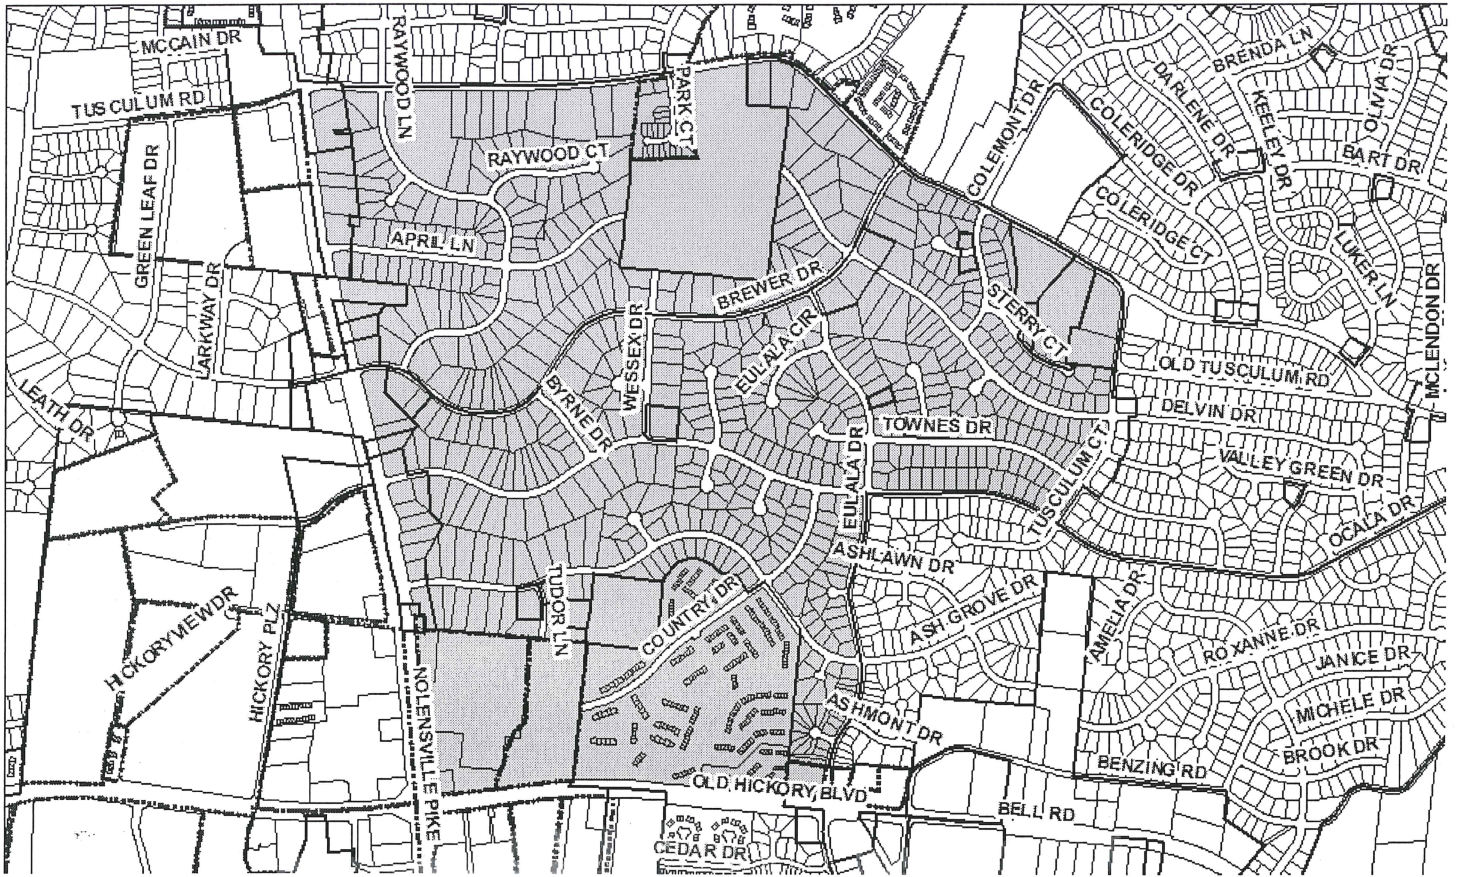 MCCAIN DR
RAYWOOD LN
BRENDA LN
OLIVIA DR
DARLENE DR
KEELEY DR
TUSCULUM RD
PARK CT
COLEMONT DR
COLERIDGE DR
BART DR
GREEN LEAF DR
RAYWOOD CT
COLERIDGE CT
APRIL LN
LUKER LN
LARKWAY DR
BREWER DR
STERRY CT
MCLENDON DR
WESSEX DR
EULALA CIR
OLD TUSCULUM RD
LEATH DR
BYRNE DR
DELVIN DR
TOWNES DR
EULALA DR
TUSCULUM CT
VALLEY GREEN DR
OCALA DR
ASHLAWN DR
HICKORYVIEW DR
TUDOR LN
COUNTRY DR
ASH GROVE DR
AMELIA DR
ROXANNE DR
HICKORY PLZ
JANICE DR
NOLENSVILLE PIKE
ASHMONT DR
MICHELE DR
BROOK DR
BENZING RD
OLD HICKORY BLVD
BELL RD
CEDAR DR